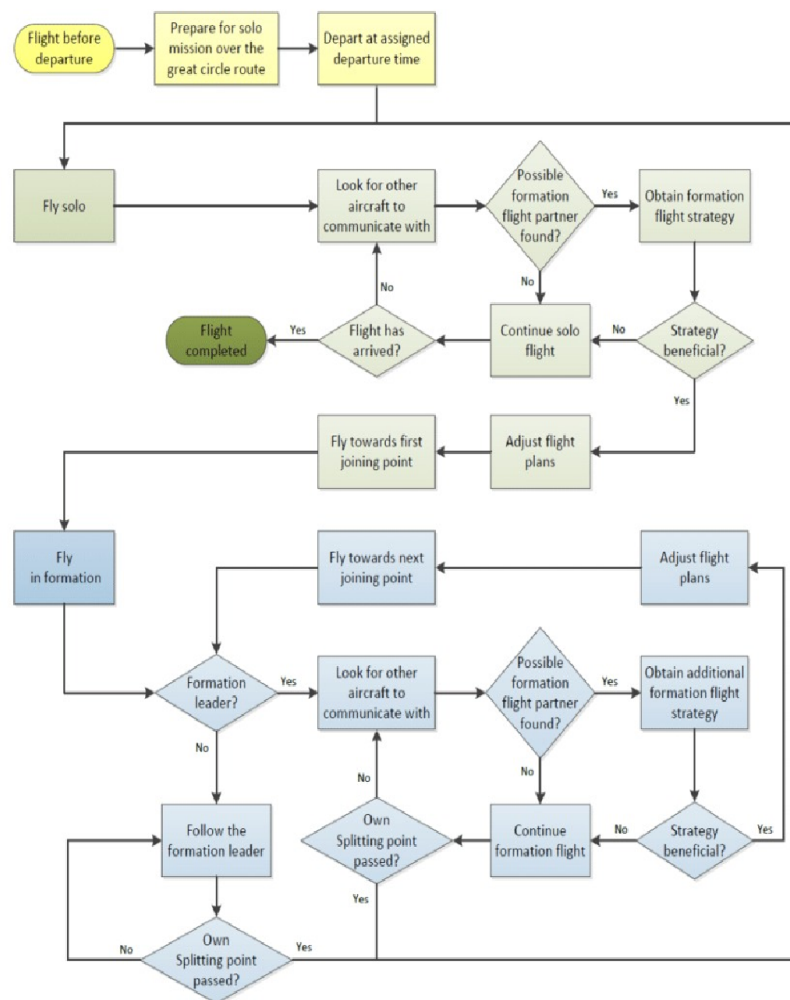 Flight before
departure
Prepare for solo
mission over the
great circle route
Depart at assigned
departure time
Fly solo
Look for other
aircraft to
communicate with
Possible
formation
flight partner
found?
Yes
Obtain formation
flight strategy
No
No
Flight
completed
Yes
Flight has
arrived?
Continue solo
flight
No
Strategy
beneficial?
Yes
Fly towards first
joining point
Adjust flight
plans
Fly
in formation
Fly towards next
joining point
Adjust flight
plans
Formation
leader?
Yes
Look for other
aircraft to
communicate with
Possible
formation
flight partner
found?
Yes
Obtain additional
formation flight
strategy
No
No
No
Follow the
formation leader
Own
Splitting point
passed?
Continue
formation flight
No
Strategy
beneficial?
Yes
Yes
No
Own
Splitting point
passed?
Yes